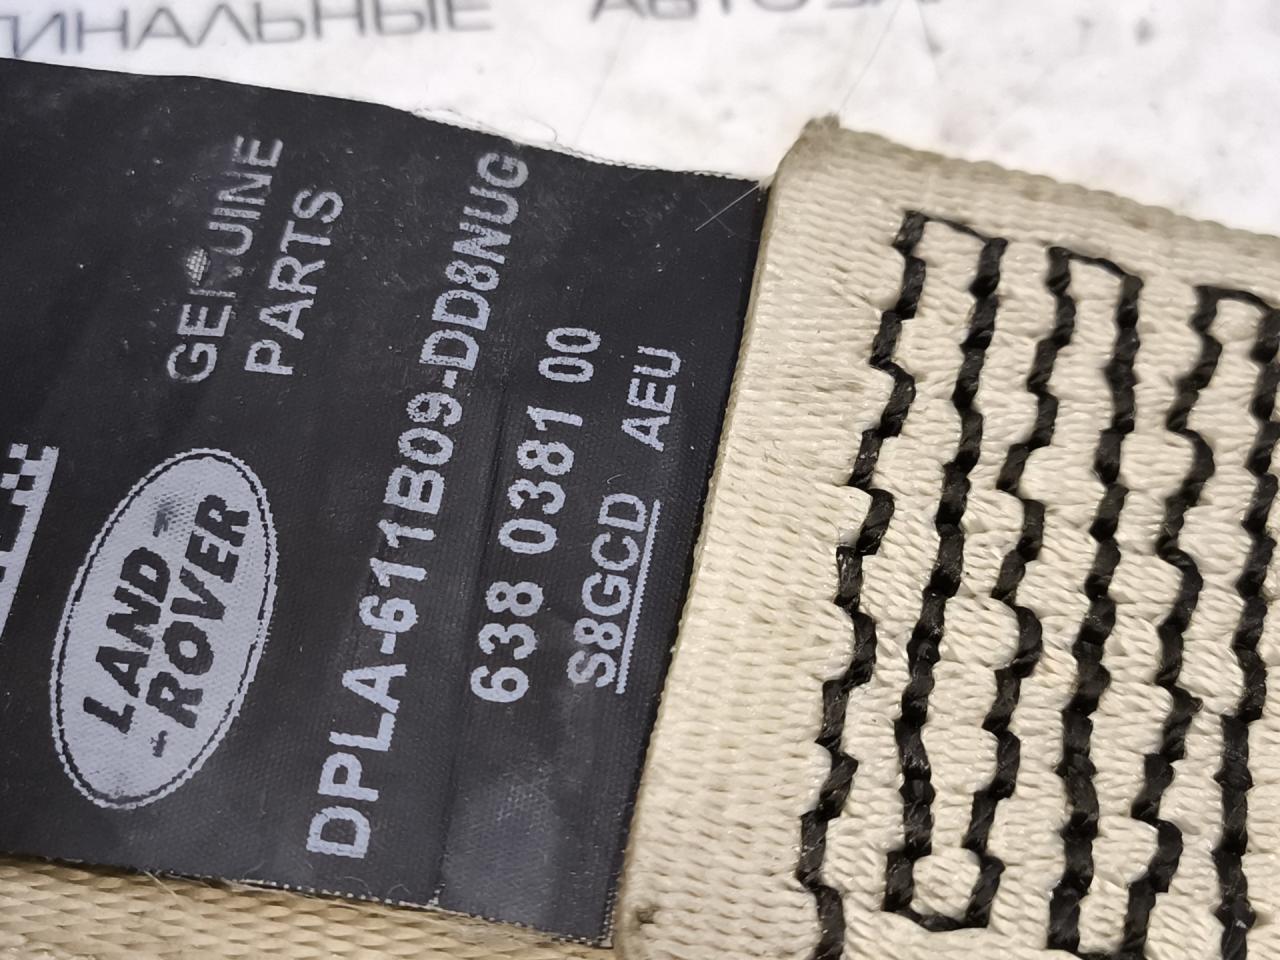 ИНАЛЬНЫЕ
GENUINE
PARTS
LAND-
-ROVER
DPLA-611B09-DD8NUG
638 0381 00
S8GCD AEU